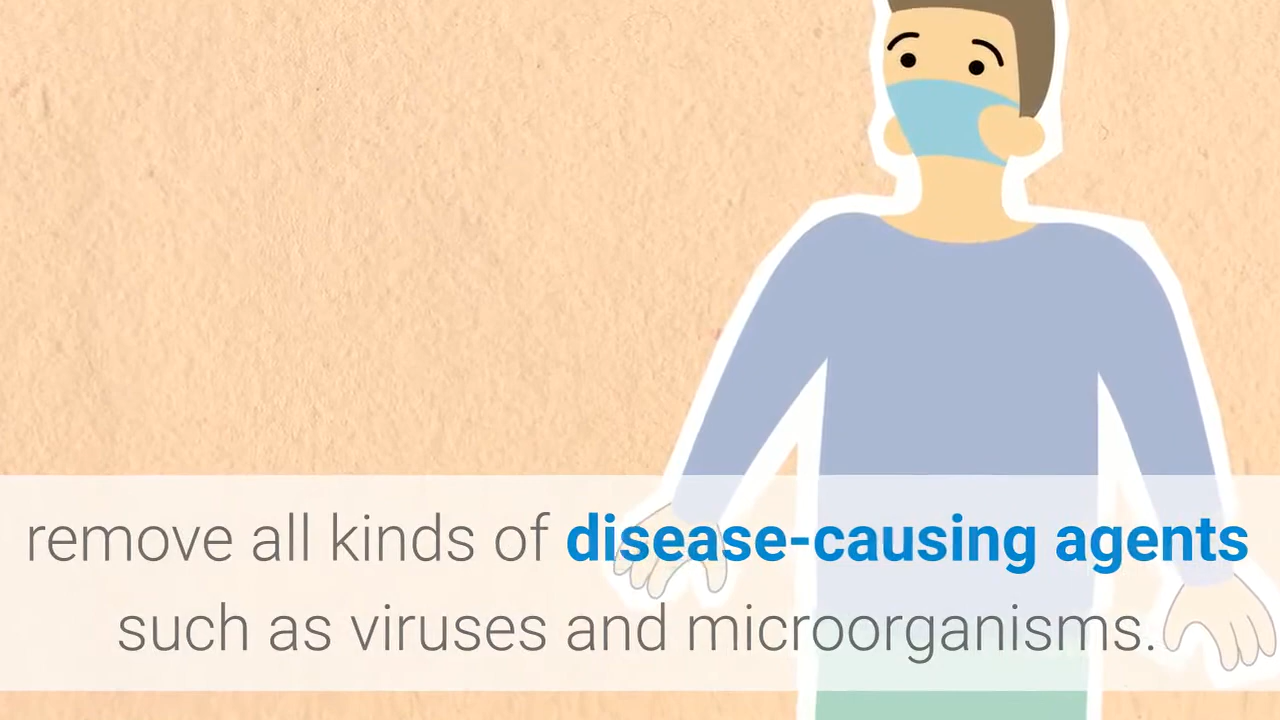 remove all kinds of disease-causing agents
such as viruses and microorganisms.